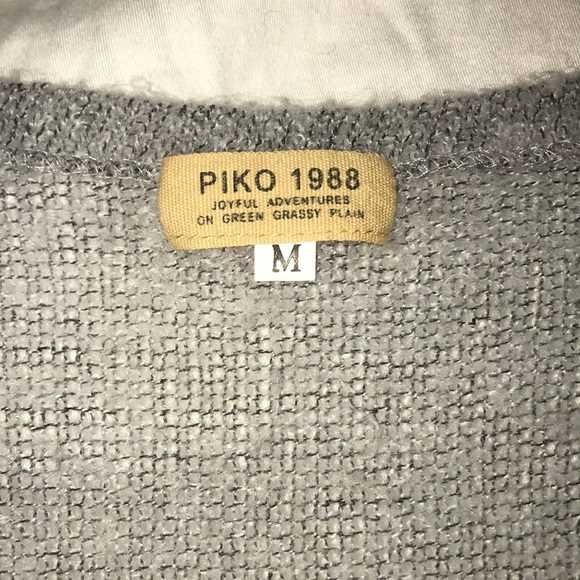 PIKO 1988
JOYFUL ADVENTURES
ON GREEN GRASSY PLAIN
M